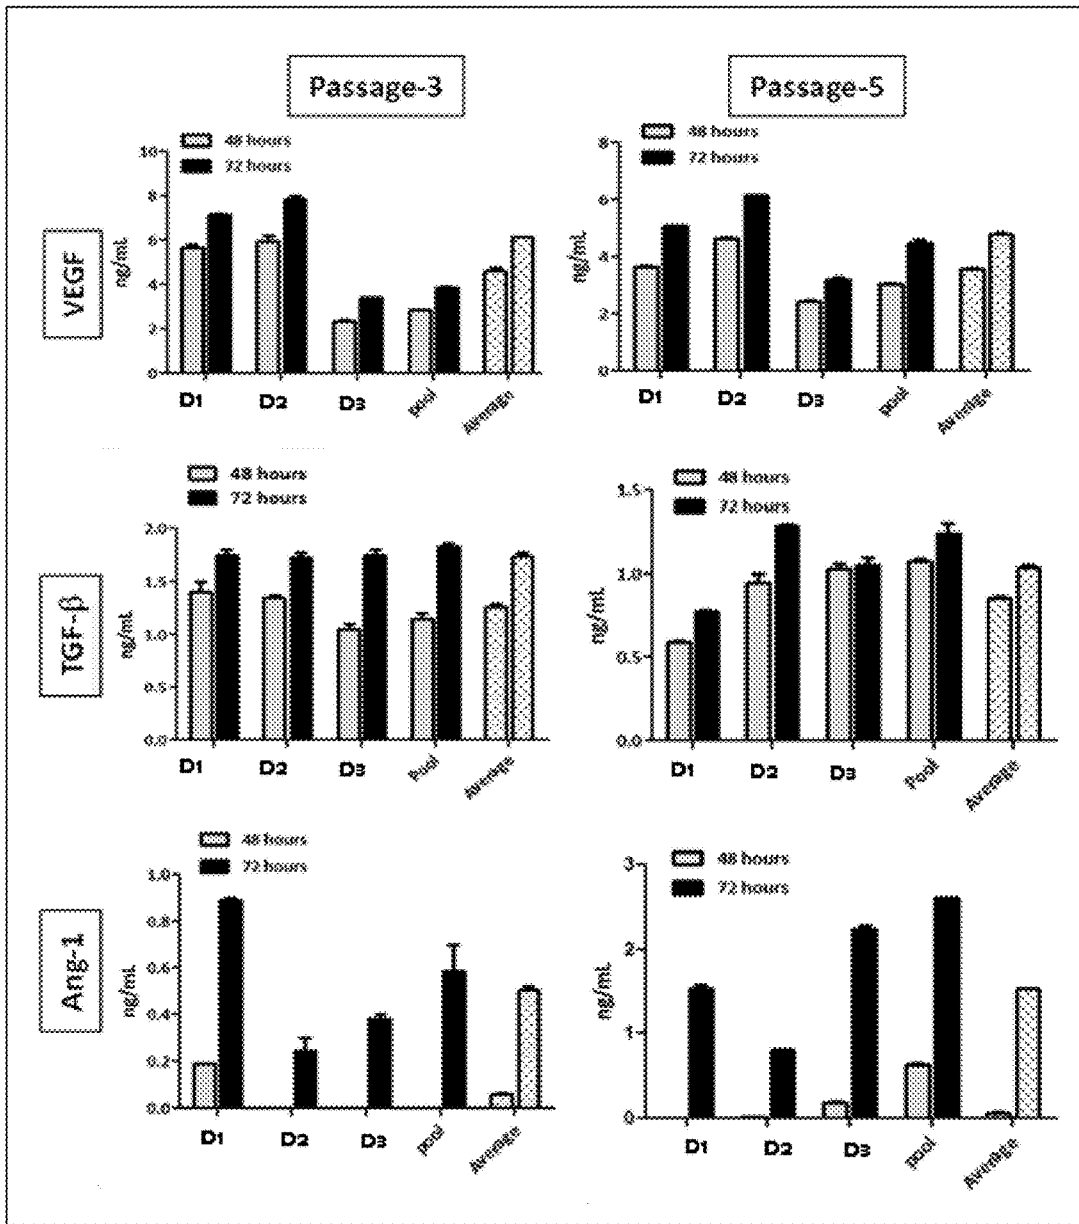 Passage-3
Passage-5
VEGF
48 hours
72 hours
ng/mL
10
8
6
4
2
0
D1
D2
D3
pool
Average
48 hours
72 hours
ng/mL
8
6
4
2
0
D1
D2
D3
pool
Average
TGF-β
48 hours
72 hours
ng/mL
2.0
1.5
1.0
0.5
0.0
D1
D2
D3
Pool
Average
48 hours
72 hours
ng/mL
1.5
1.0
0.5
0.0
D1
D2
D3
Pool
Average
Ang-1
48 hours
72 hours
ng/mL
1.0
0.8
0.6
0.4
0.2
0.0
D1
D2
D3
pool
Average
48 hours
72 hours
ng/mL
3
2
1
0
D1
D2
D3
pool
Average